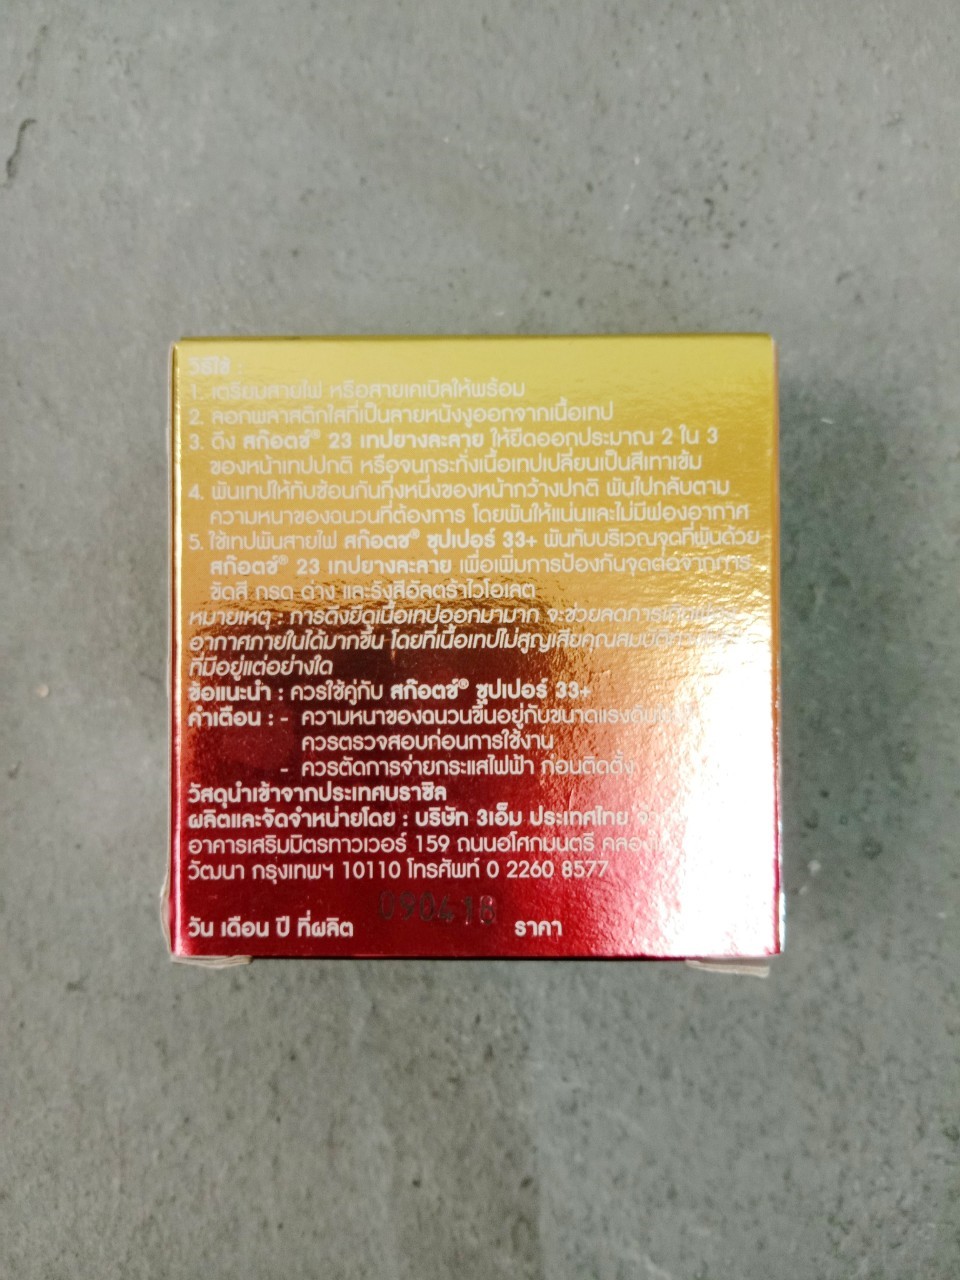 วิธีใช้ :
1. เตรียมสายไฟ หรือสายเคเบิลให้พร้อม
2. ลอกพลาสติกใสที่เป็นลายหนังงูออกจากเนื้อเทป
3. ดึง สก๊อตช์® 23 เทปยางละลาย ให้ยืดออกประมาณ 2 ใน 3
ของหน้าเทปปกติ หรือจนกระทั่งเนื้อเทปเปลี่ยนเป็นสีเทาเข้ม
4. พันเทปให้ทับซ้อนกันกึ่งหนึ่งของหน้ากว้างปกติ พันไปกลับตาม
ความหนาของฉนวนที่ต้องการ โดยพันให้แน่นและไม่มีฟองอากาศ
5. ใช้เทปพันสายไฟ สก๊อตช์® ซุปเปอร์ 33+ พันทับบริเวณจุดที่พันด้วย
สก๊อตช์® 23 เทปยางละลาย เพื่อเพิ่มการป้องกันจุดต่อจากการ
ขัดสี กรด ด่าง และรังสีอัลตร้าไวโอเลต
หมายเหตุ : การดึงยืดเนื้อเทปออกมามาก จะช่วยลดการ
อากาศภายในได้มากขึ้น โดยที่เนื้อเทปไม่สูญเสียคุณสมบัติ
ที่มีอยู่แต่อย่างใด
ข้อแนะนำ : ควรใช้คู่กับ สก๊อตช์® ซุปเปอร์ 33+
คำเตือน : - ความหนาของฉนวนขึ้นอยู่กับขนาดแรงดัน
ควรตรวจสอบก่อนการใช้งาน
- ควรตัดการจ่ายกระแสไฟฟ้า ก่อนติดตั้ง
วัสดุนำเข้าจากประเทศบราซิล
ผลิตและจัดจำหน่ายโดย : บริษัท 3เอ็ม ประเทศไทย
อาคารเสริมมิตรทาวเวอร์ 159 ถนนอโศกมนตรี
วัฒนา กรุงเทพฯ 10110 โทรศัพท์ 0 2260 8577
วัน เดือน ปี ที่ผลิต 090418 ราคา